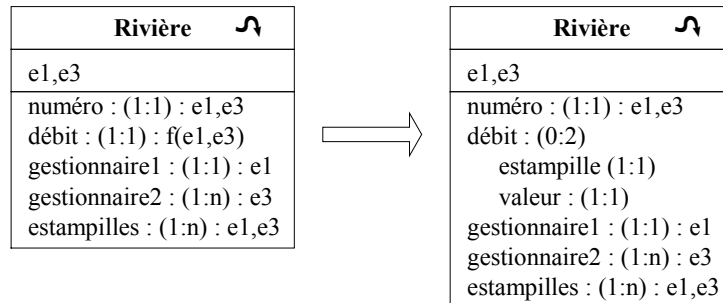 Rivière
e1,e3
numéro : (1:1) : e1,e3
débit : (1:1) : f(e1,e3)
gestionnaire1 : (1:1) : e1
gestionnaire2 : (1:n) : e3
estampilles : (1:n) : e1,e3
Rivière
e1,e3
numéro : (1:1) : e1,e3
débit : (0:2)
estampille (1:1)
valeur : (1:1)
gestionnaire1 : (1:1) : e1
gestionnaire2 : (1:n) : e3
estampilles : (1:n) : e1,e3